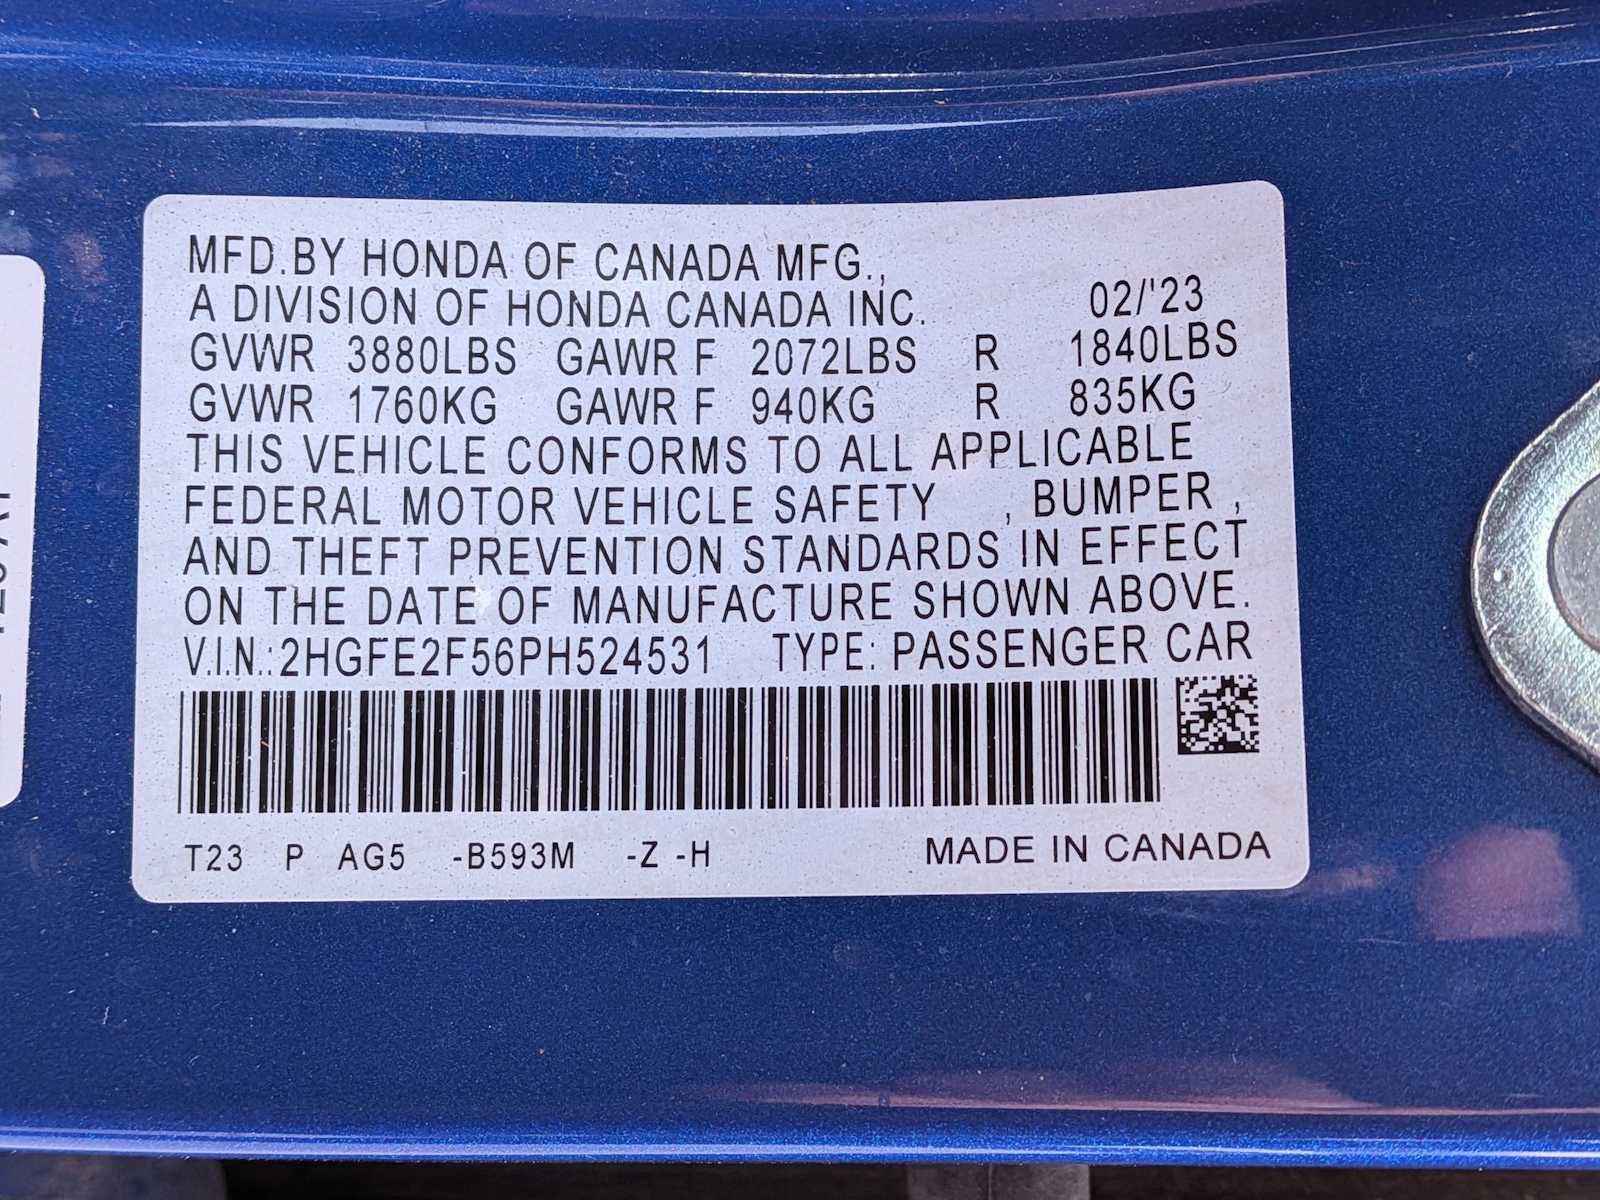 MFD.BY HONDA OF CANADA MFG.,
A DIVISION OF HONDA CANADA INC. 02/'23
GVWR 3880LBS GAWR F 2072LBS R 1840LBS
GVWR 1760KG GAWR F 940KG R 835KG
THIS VEHICLE CONFORMS TO ALL APPLICABLE
FEDERAL MOTOR VEHICLE SAFETY , BUMPER ,
AND THEFT PREVENTION STANDARDS IN EFFECT
ON THE DATE OF MANUFACTURE SHOWN ABOVE.
V.I.N.:2HGFE2F56PH524531 TYPE: PASSENGER CAR
T23 P AG5 -B593M -Z -H MADE IN CANADA